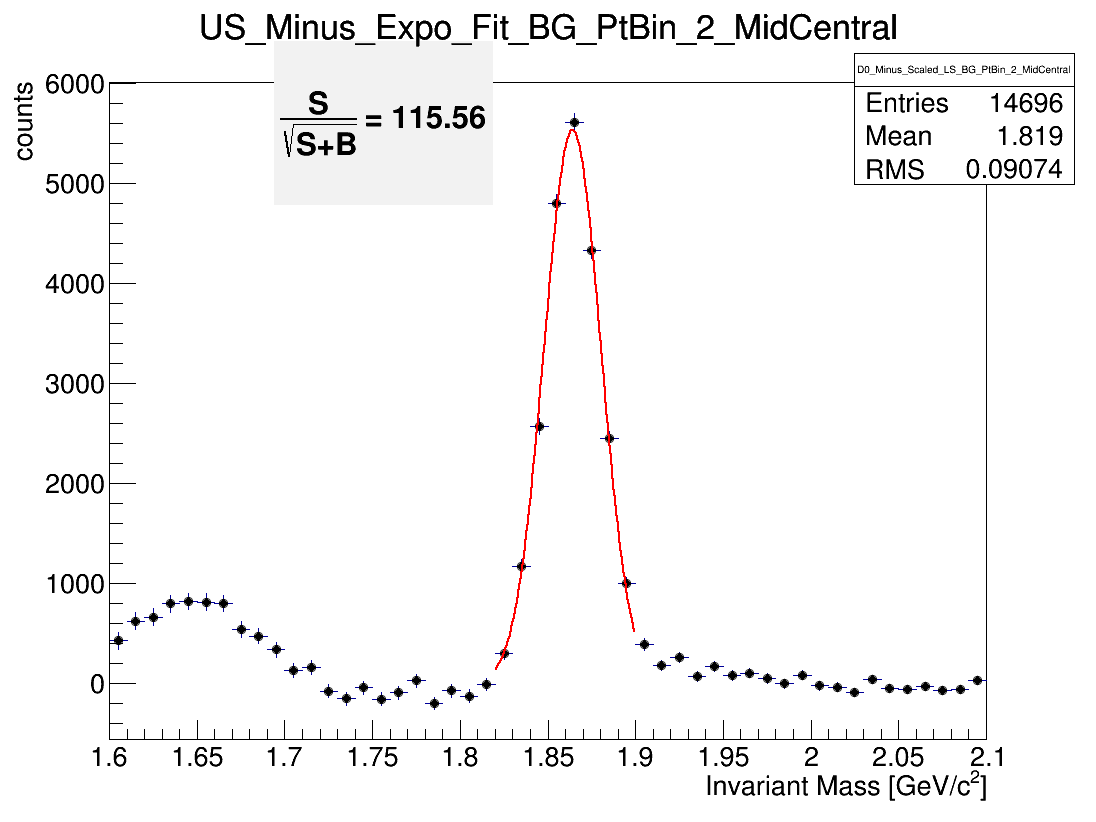 US_Minus_Expo_Fit_BG_PtBin_2_MidCentral
D0_Minus_Scaled_LS_BG_PtBin_2_MidCentral
Entries 14696
Mean 1.819
RMS 0.09074
S
√S+B = 115.56
counts
6000
5000
4000
3000
2000
1000
0
1.6 1.65 1.7 1.75 1.8 1.85 1.9 1.95 2 2.05 2.1
Invariant Mass [GeV/c²]